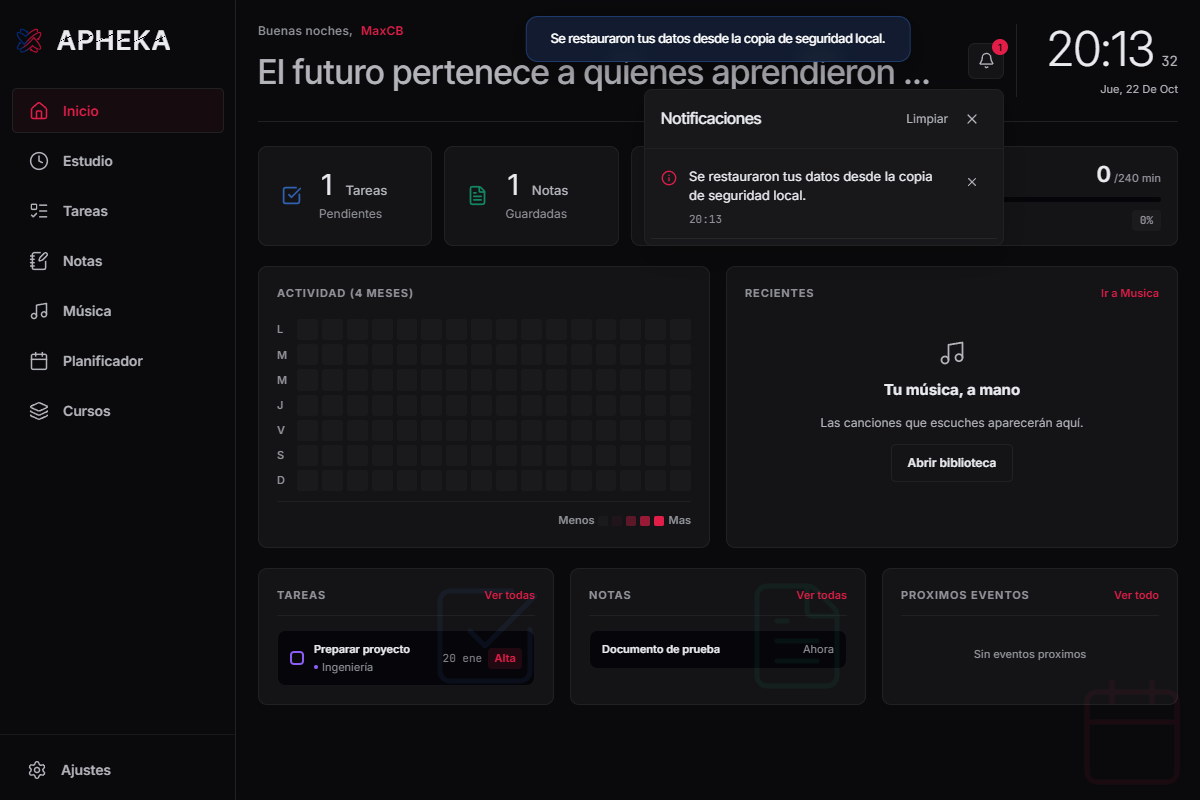 APHEKA
Inicio
Estudio
Tareas
Notas
Música
Planificador
Cursos
Ajustes
Buenas noches, MaxCB
El futuro pertenece a quienes aprendieron ...
Se restauraron tus datos desde la copia de seguridad local.
1
20:13 32
Jue, 22 De Oct
Notificaciones
Limpiar
Se restauraron tus datos desde la copia
de seguridad local.
20:13
1 Tareas
Pendientes
1 Notas
Guardadas
0 /240 min
0%
ACTIVIDAD (4 MESES)
L
M
M
J
V
S
D
Menos
Mas
RECIENTES
Ir a Musica
Tu música, a mano
Las canciones que escuches aparecerán aquí.
Abrir biblioteca
TAREAS
Ver todas
Preparar proyecto
• Ingeniería
20 ene
Alta
NOTAS
Ver todas
Documento de prueba
Ahora
PROXIMOS EVENTOS
Ver todo
Sin eventos proximos